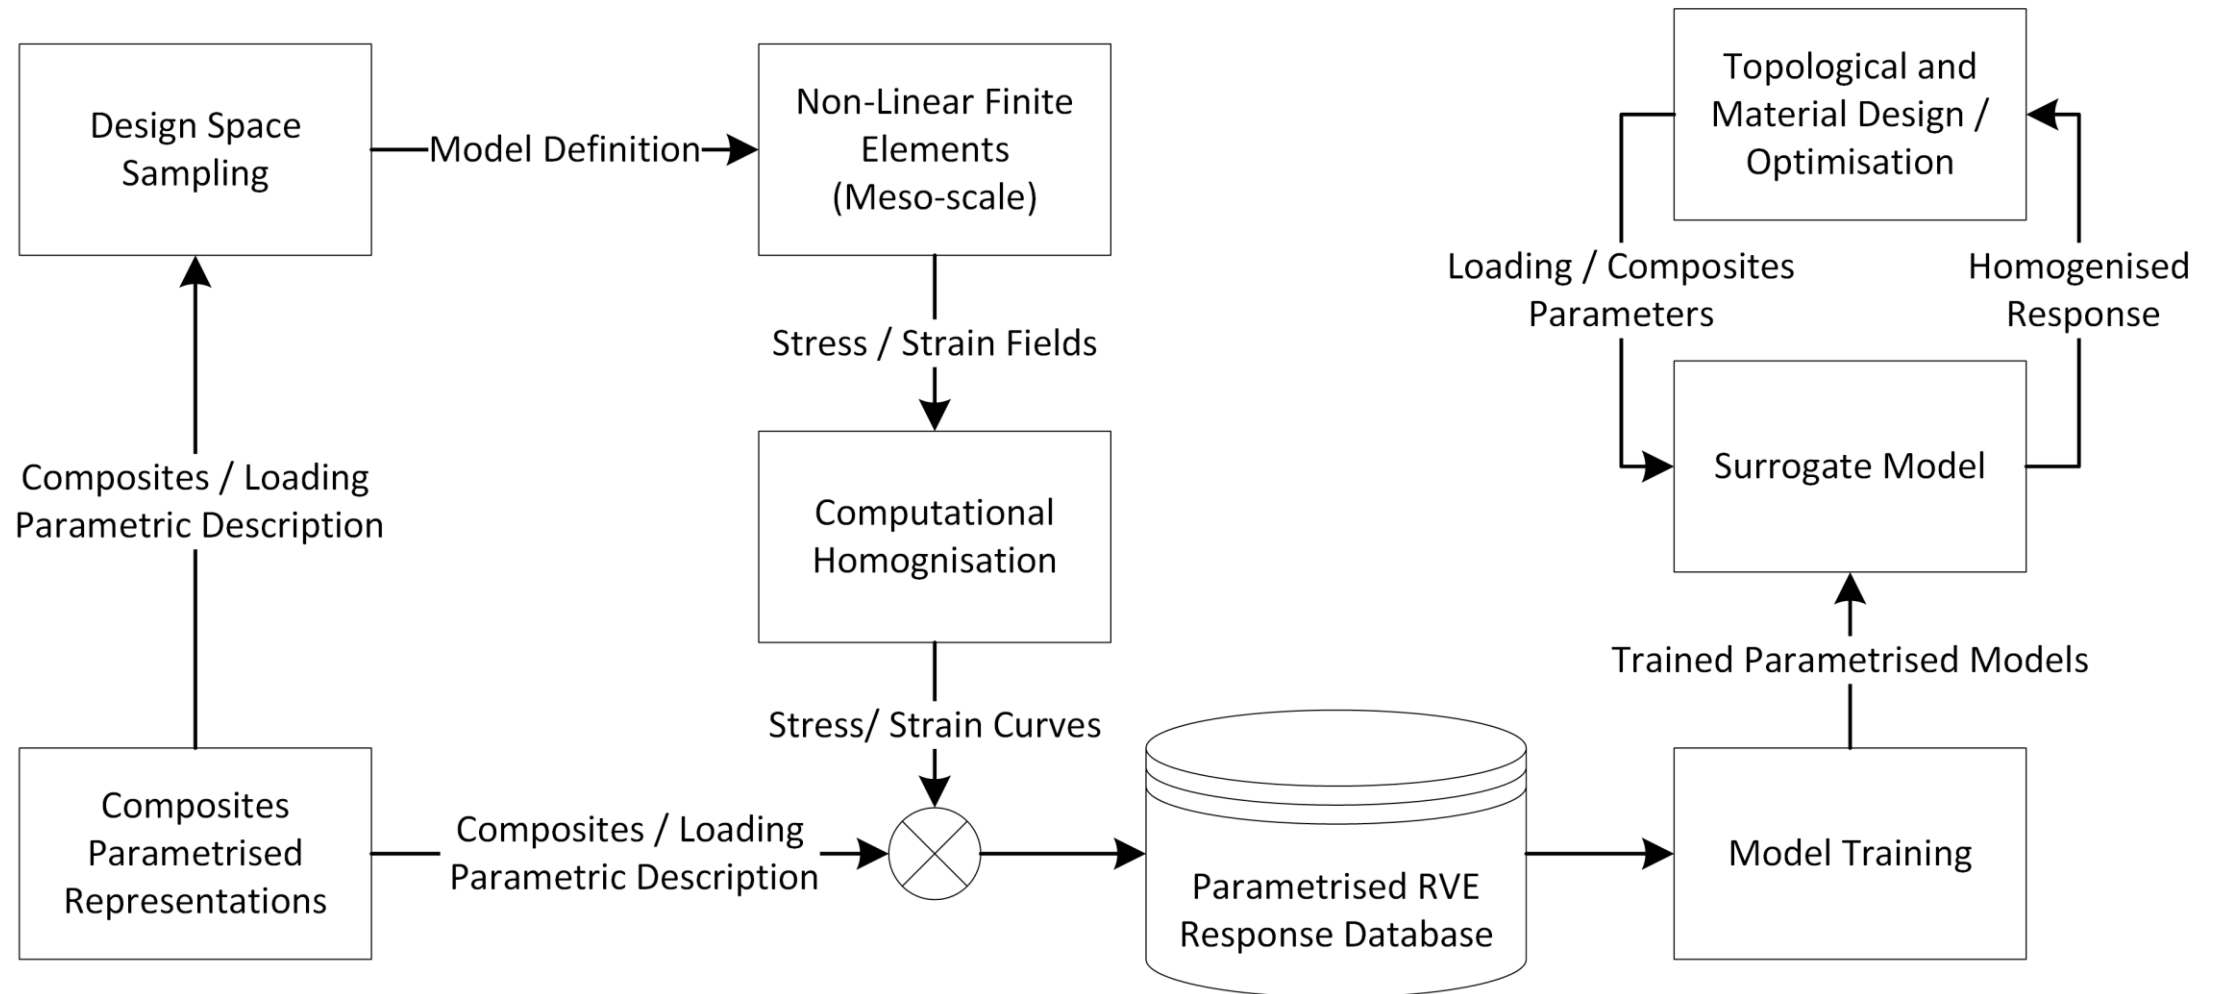 Design Space
Sampling
Model Definition
Non-Linear Finite
Elements
(Meso-scale)
Topological and
Material Design /
Optimisation
Loading / Composites
Parameters
Homogenised
Response
Stress / Strain Fields
Surrogate Model
Composites / Loading
Parametric Description
Computational
Homognisation
Trained Parametrised Models
Stress/ Strain Curves
Composites
Parametrised
Representations
Composites / Loading
Parametric Description
Parametrised RVE
Response Database
Model Training